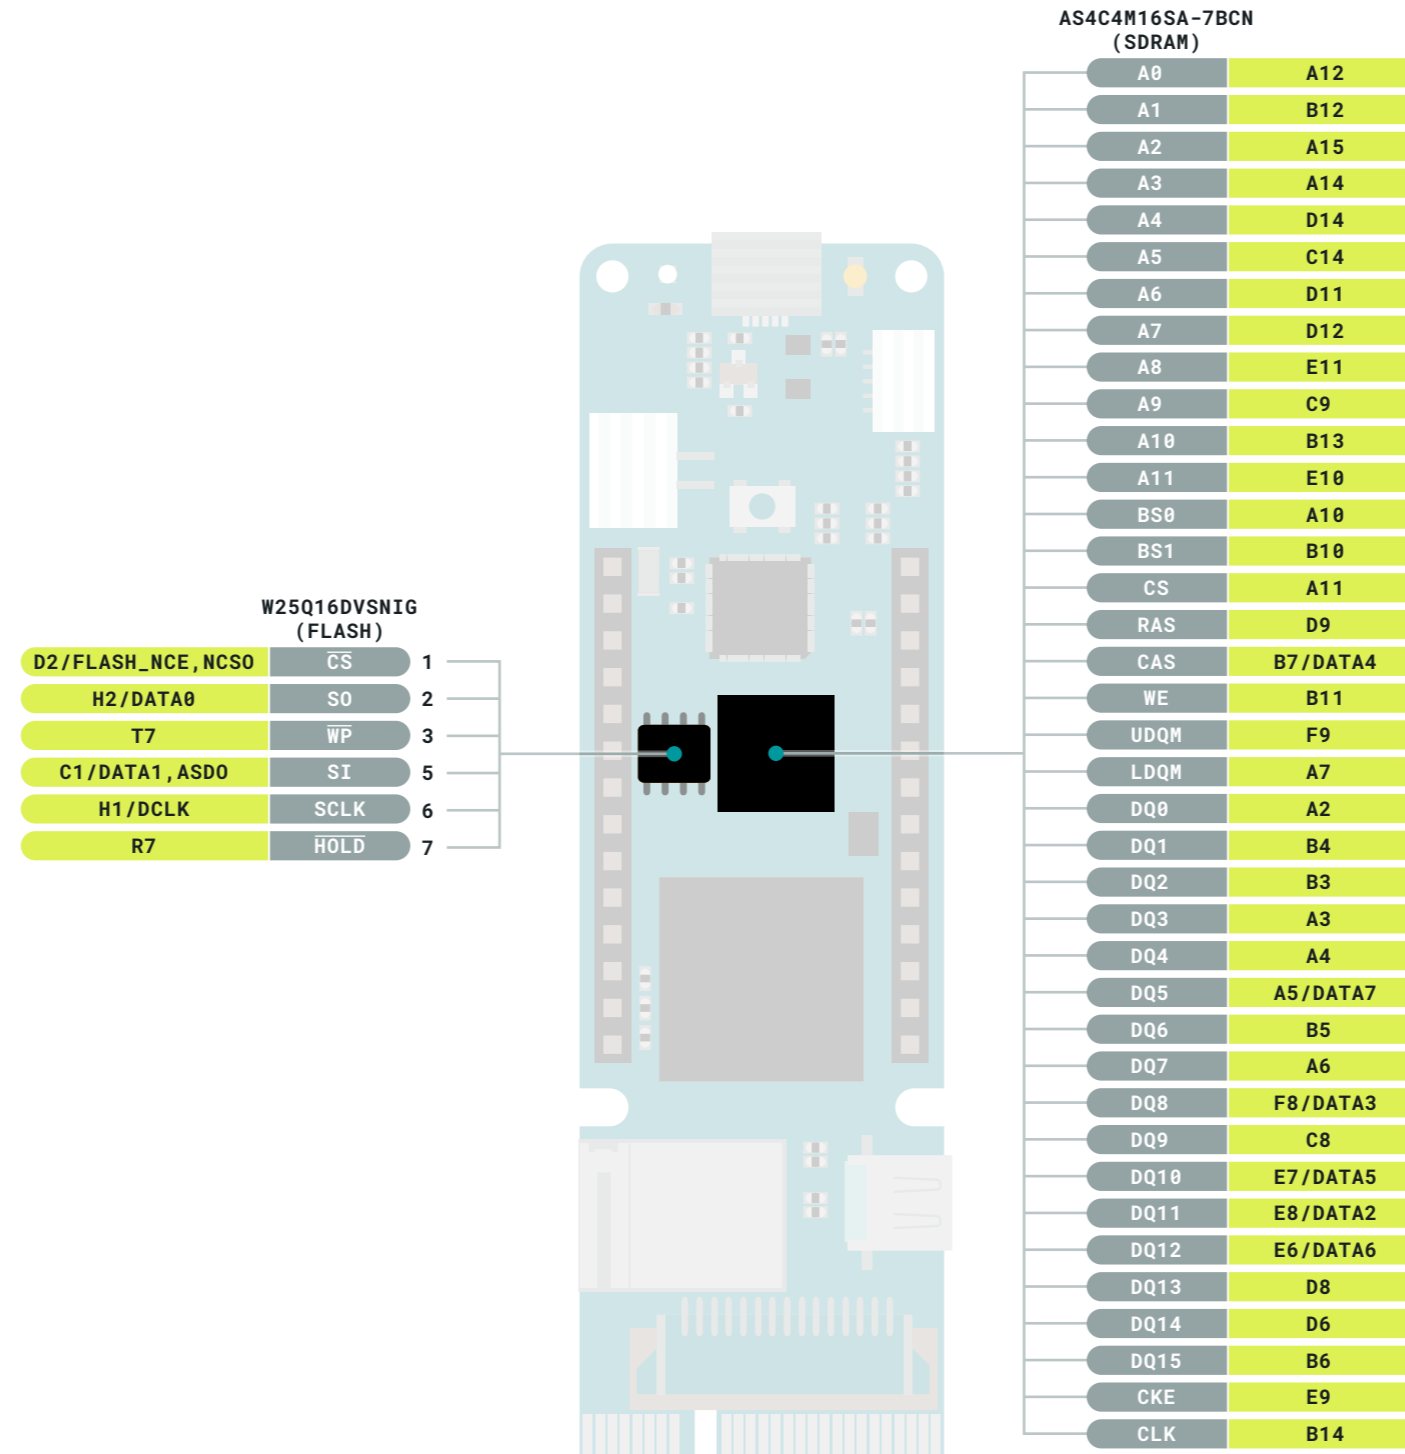 AS4C4M16SA-7BCN
(SDRAM)
A0 A12
A1 B12
A2 A15
A3 A14
A4 D14
A5 C14
A6 D11
A7 D12
A8 E11
A9 C9
A10 B13
A11 E10
BS0 A10
BS1 B10
CS A11
RAS D9
CAS B7/DATA4
WE B11
UDQM F9
LDQM A7
DQ0 A2
DQ1 B4
DQ2 B3
DQ3 A3
DQ4 A4
DQ5 A5/DATA7
DQ6 B5
DQ7 A6
DQ8 F8/DATA3
DQ9 C8
DQ10 E7/DATA5
DQ11 E8/DATA2
DQ12 E6/DATA6
DQ13 D8
DQ14 D6
DQ15 B6
CKE E9
CLK B14
W25Q16DVSNIG
(FLASH)
D2/FLASH_NCE,NCSO C̅S̅ 1
H2/DATA0 SO 2
T7 W̅P̅ 3
C1/DATA1,ASDO SI 5
H1/DCLK SCLK 6
R7 H̅O̅L̅D̅ 7